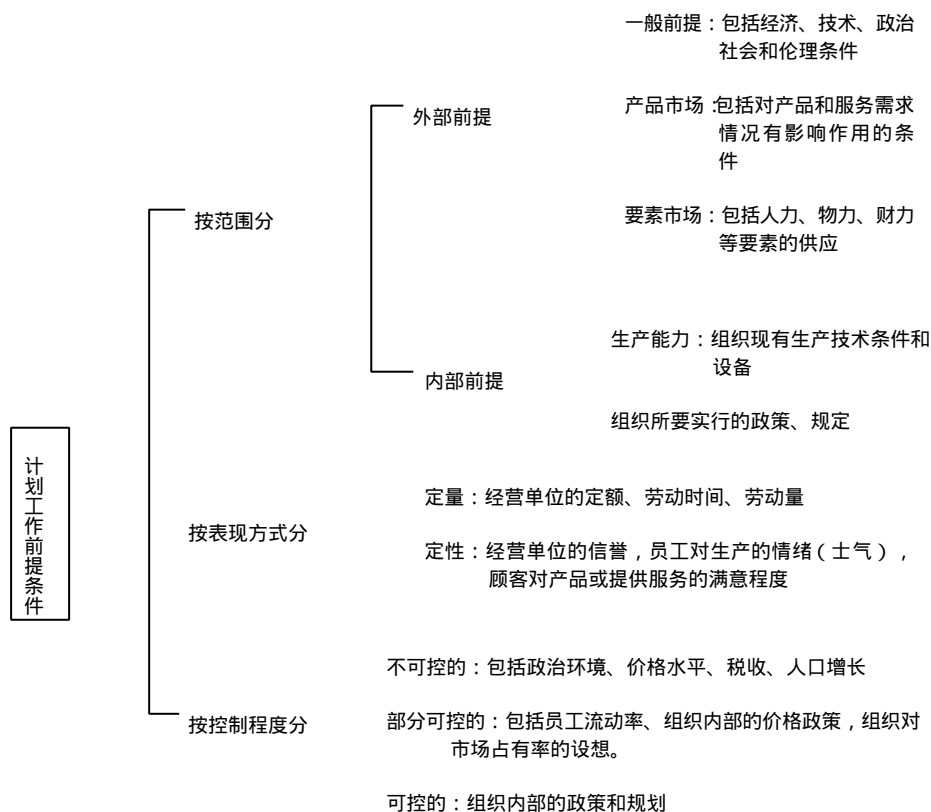 一般前提：包括经济、技术、政治
社会和伦理条件
外部前提
产品市场：包括对产品和服务需求
情况有影响作用的条
件
按范围分
要素市场：包括人力、物力、财力
等要素的供应
生产能力：组织现有生产技术条件和
设备
内部前提
组织所要实行的政策、规定
计划工作前提条件
定量：经营单位的定额、劳动时间、劳动量
按表现方式分
定性：经营单位的信誉，员工对生产的情绪（士气），
顾客对产品或提供服务的满意程度
不可控的：包括政治环境、价格水平、税收、人口增长
按控制程度分
部分可控的：包括员工流动率、组织内部的价格政策，组织对
市场占有率的设想。
可控的：组织内部的政策和规划